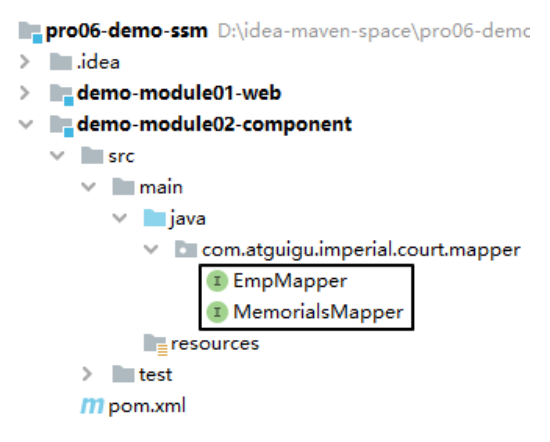 pro06-demo-ssm D:\idea-maven-space\pro06-demo
.idea
demo-module01-web
demo-module02-component
src
main
java
com.atguigu.imperial.court.mapper
I EmpMapper
I MemorialsMapper
resources
test
m pom.xml